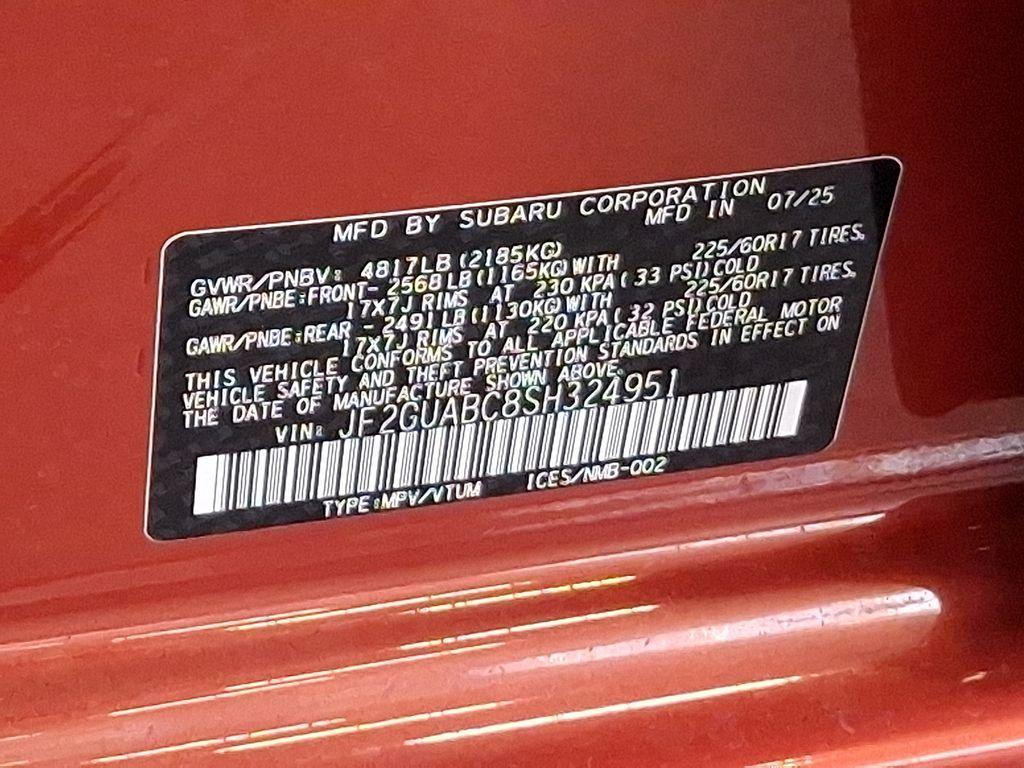 MFD BY SUBARU CORPORATION
MFD IN 07/25
GVWR/PNBV: 4817LB (2185KG)
GAWR/PNBE:FRONT- 2568LB (1165KG) WITH 225/60R17 TIRES,
17X7J RIMS AT 230 KPA ( 33 PSI) COLD
GAWR/PNBE:REAR - 2491LB (1130KG) WITH 225/60R17 TIRES,
17X7J RIMS AT 220 KPA ( 32 PSI) COLD
THIS VEHICLE CONFORMS TO ALL APPLICABLE FEDERAL MOTOR
VEHICLE SAFETY AND THEFT PREVENTION STANDARDS IN EFFECT ON
THE DATE OF MANUFACTURE SHOWN ABOVE.
VIN: JF2GUABC8SH324951
TYPE:MPV/VTUM ICES/NMB-002